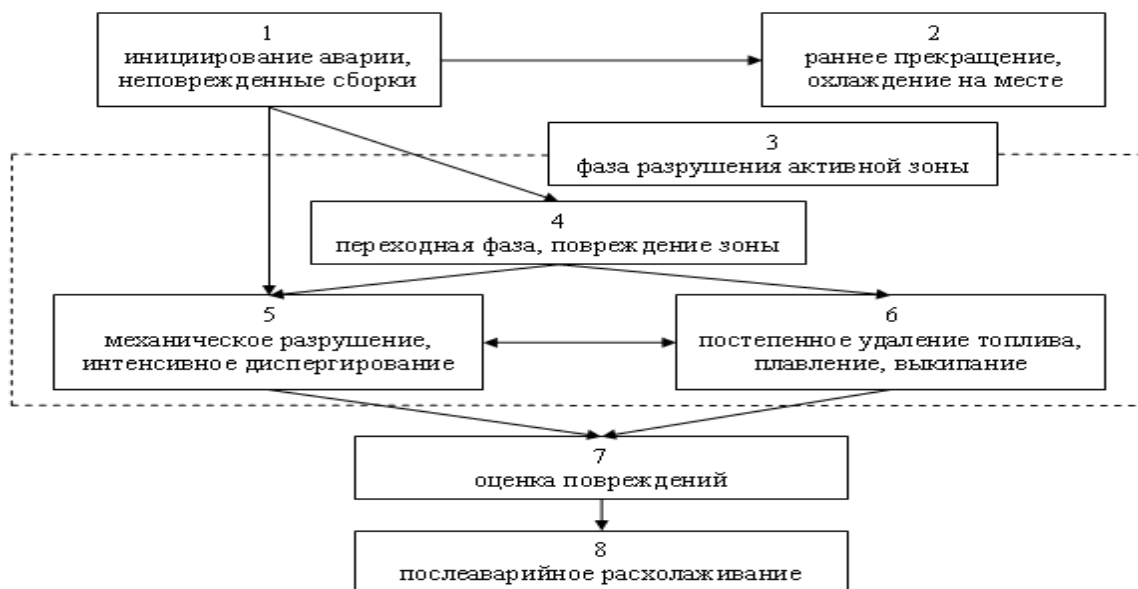 1
инициирование аварии,
неповрежденные сборки
2
раннее прекращение,
охлаждение на месте
3
фаза разрушения активной зоны
4
переходная фаза, повреждение зоны
5
механическое разрушение,
интенсивное диспергирование
6
постепенное удаление топлива,
плавление, выкипание
7
оценка повреждений
8
послеаварийное расхолаживание